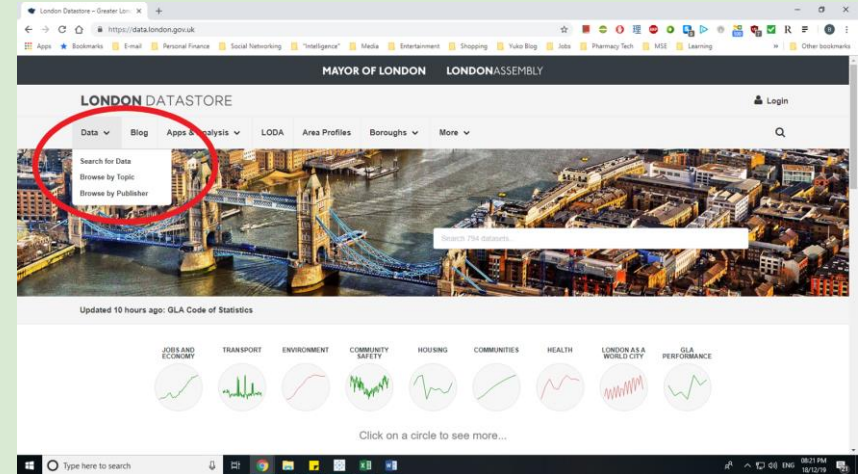 London Datastore – Greater Lon
https://data.london.gov.uk
Apps Bookmarks E-mail Personal Finance Social Networking "Intelligence" Media Entertainment Shopping Yuko Blog Jobs Pharmacy Tech MSE Learning » Other bookmarks
MAYOR OF LONDON LONDONASSEMBLY
LONDON DATASTORE
Login
Data Blog Apps & Analysis LODA Area Profiles Boroughs More
Search for Data
Browse by Topic
Browse by Publisher
Search 794 datasets...
Updated 10 hours ago: GLA Code of Statistics
JOBS AND
ECONOMY
TRANSPORT
ENVIRONMENT
COMMUNITY
SAFETY
HOUSING
COMMUNITIES
HEALTH
LONDON AS A
WORLD CITY
GLA
PERFORMANCE
Click on a circle to see more...
Type here to search
ENG
08:21 PM
18/12/19